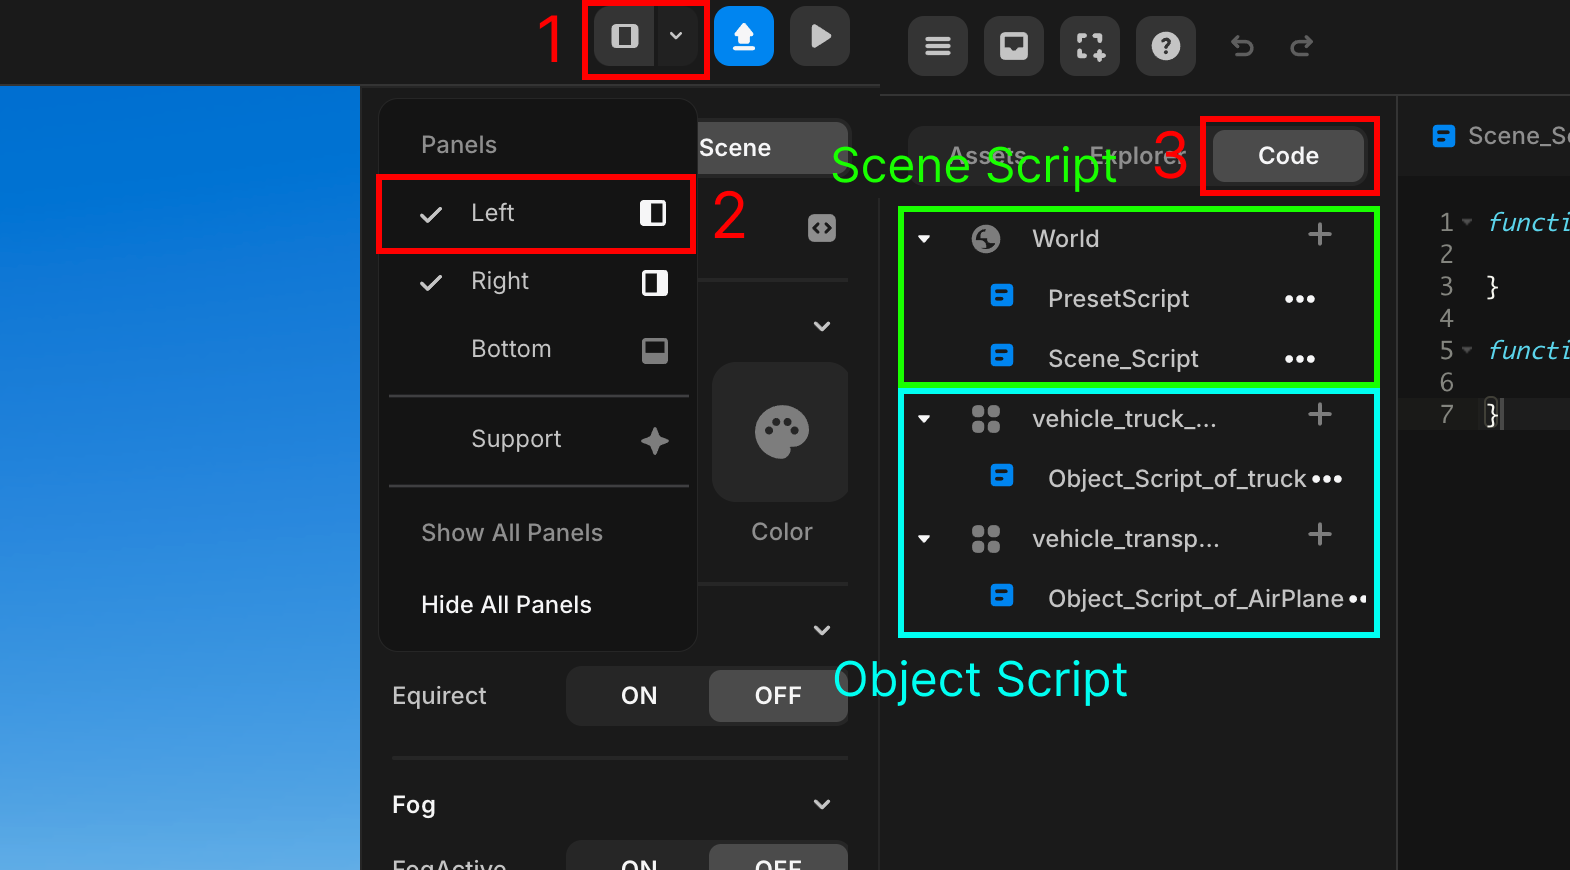 1
Panels
Left
2
Right
Bottom
Support
Show All Panels
Hide All Panels
Scene
Color
Equirect
ON
OFF
Fog
FogActive
ON
OFF
Assets
Explorer
3
Code
Scene Script
World
PresetScript
Scene_Script
vehicle_truck_...
Object_Script_of_truck
vehicle_transp...
Object_Script_of_AirPlane
Object Script
Scene_Sc
1 functi
2
3 }
4
5 functi
6
7 }